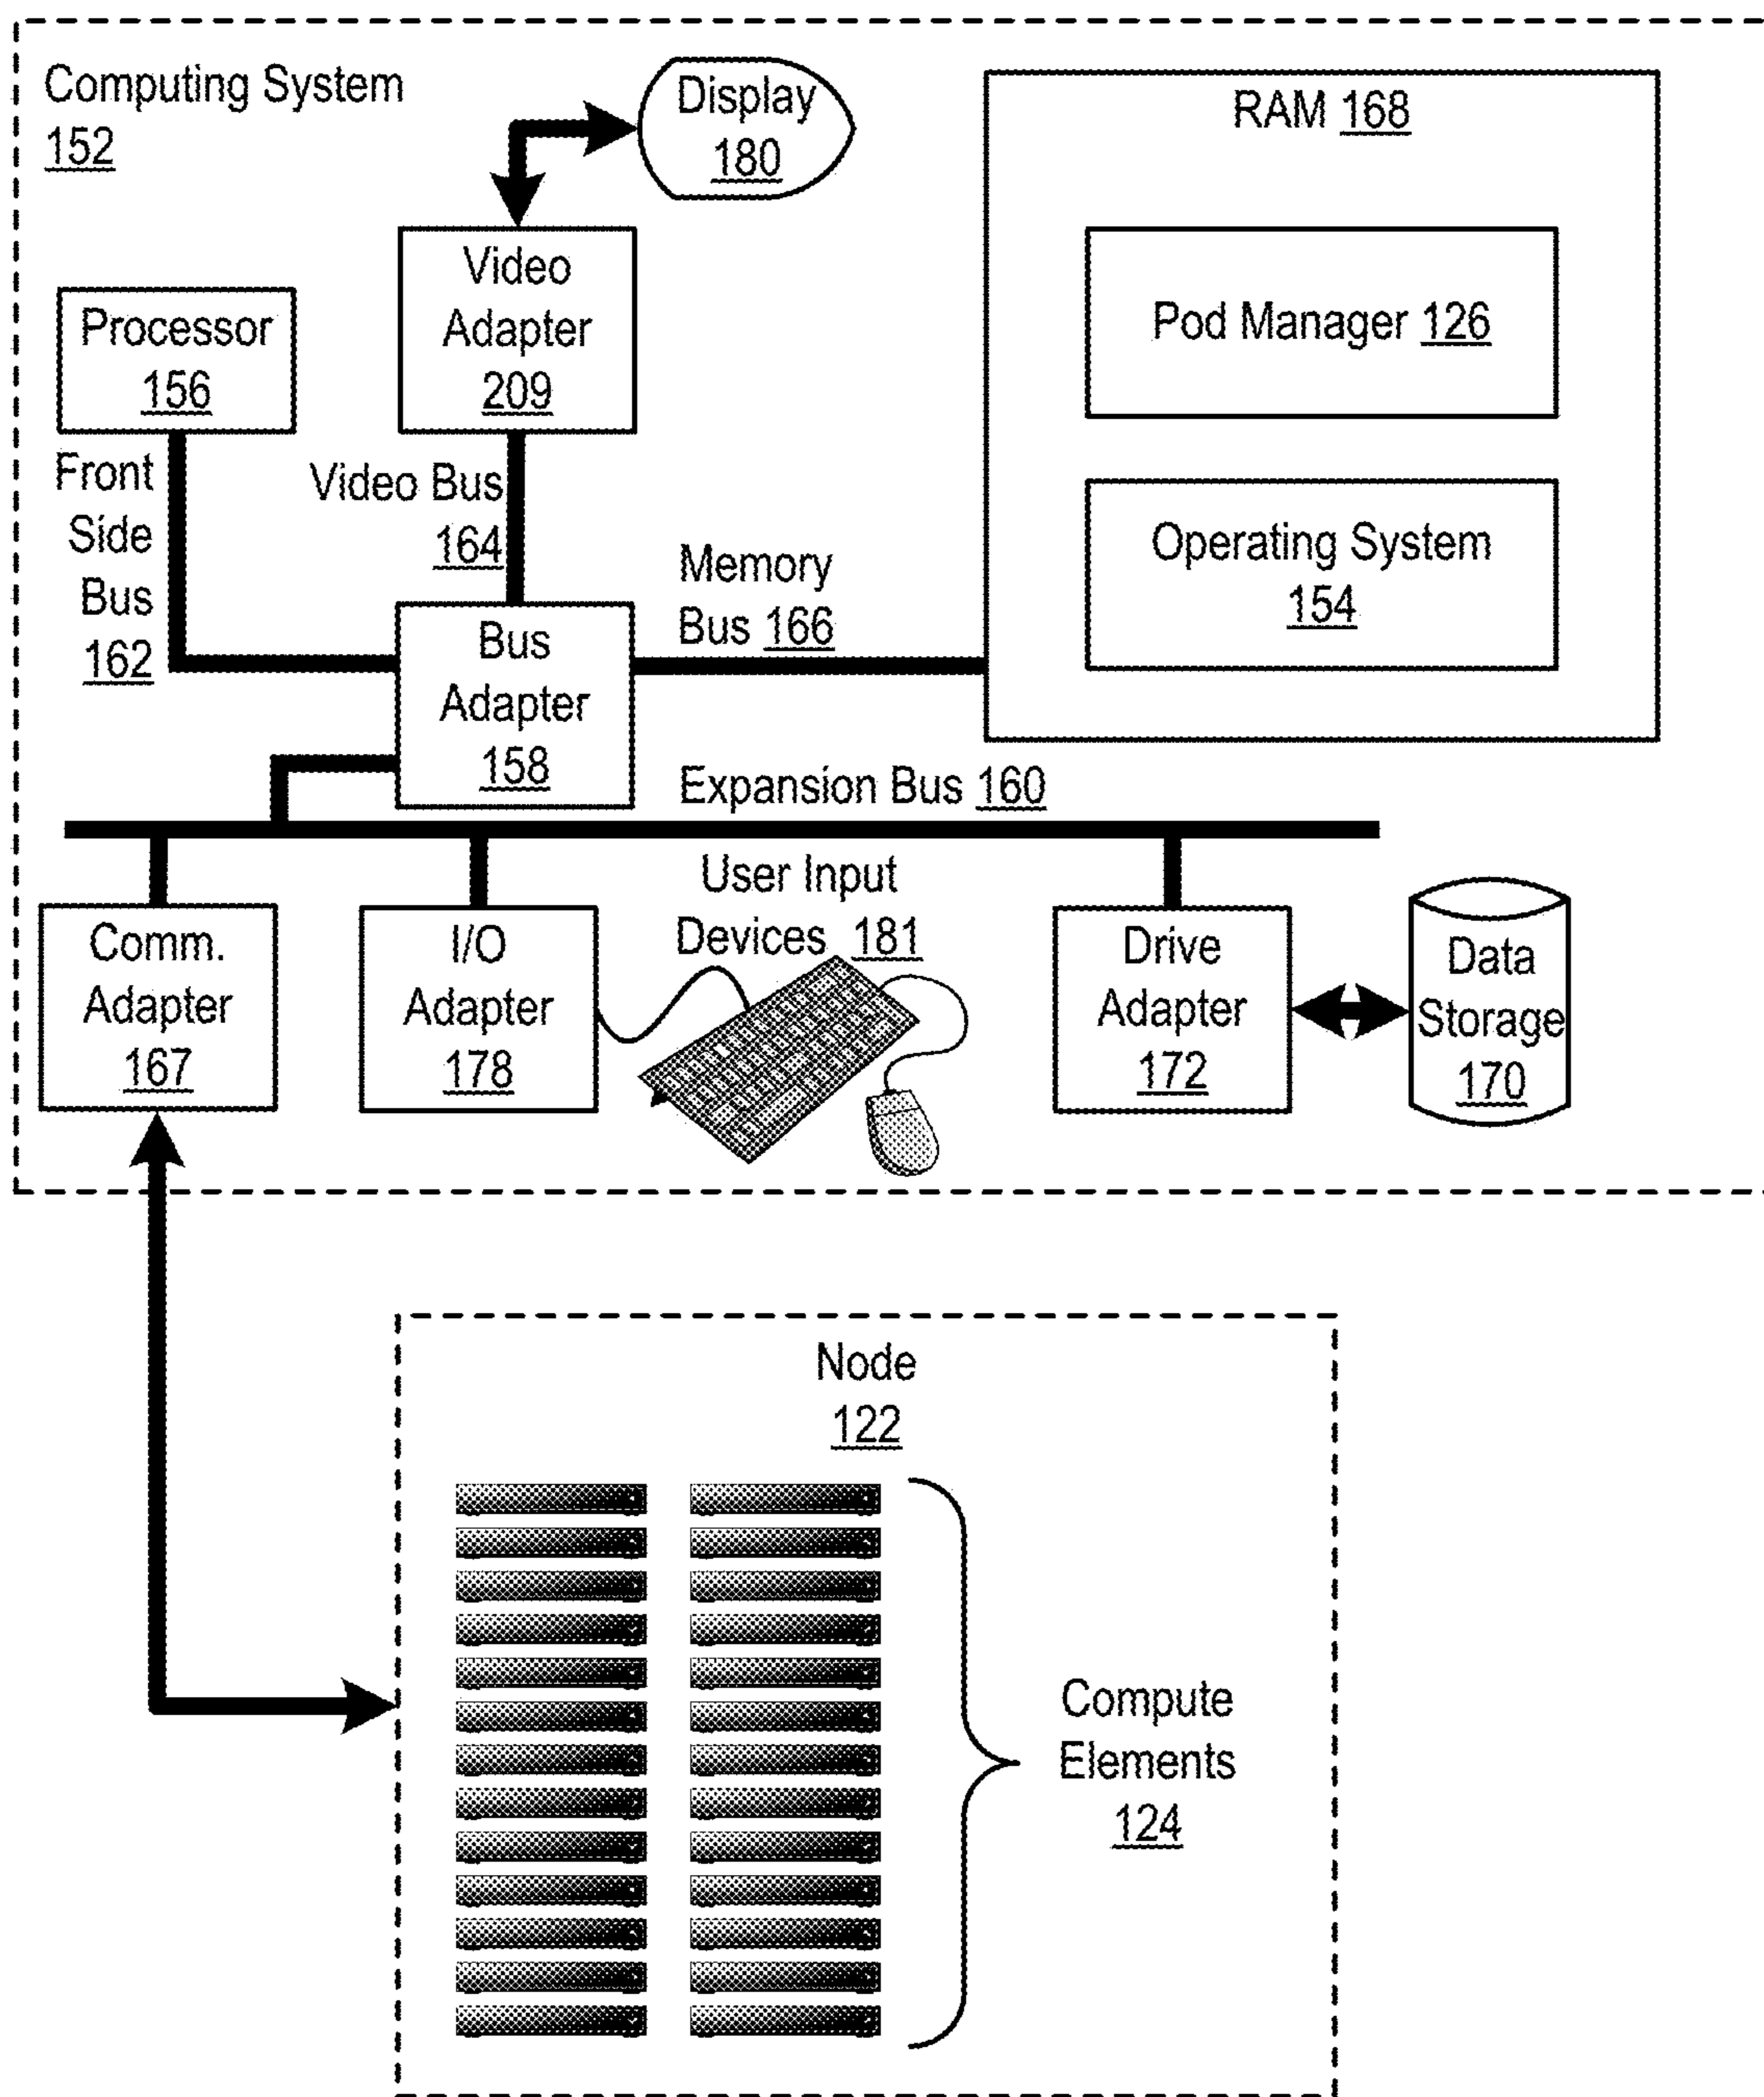 Computing System
152
Display
180
RAM 168
Video
Adapter
209
Pod Manager 126
Processor
156
Front
Side
Bus
162
Video Bus
164
Operating System
154
Memory
Bus 166
Bus
Adapter
158
Expansion Bus 160
User Input
Devices 181
Comm.
Adapter
167
I/O
Adapter
178
Drive
Adapter
172
Data
Storage
170
Node
122
Compute
Elements
124